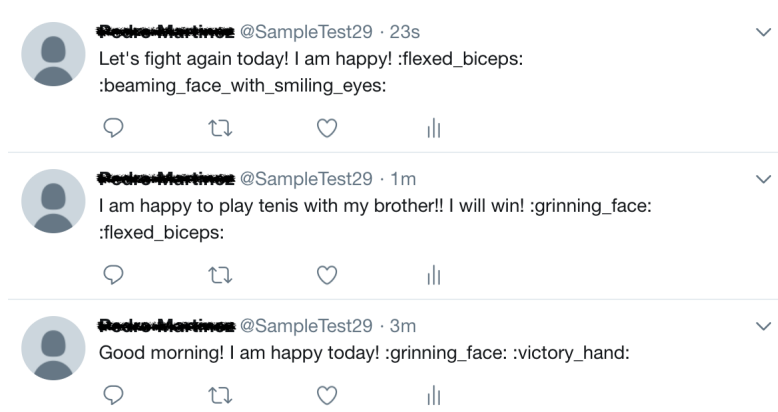 @SampleTest29 · 23s
Let's fight again today! I am happy! :flexed_biceps:
:beaming_face_with_smiling_eyes:
@SampleTest29 · 1m
I am happy to play tenis with my brother!! I will win! :grinning_face:
:flexed_biceps:
@SampleTest29 · 3m
Good morning! I am happy today! :grinning_face: :victory_hand: